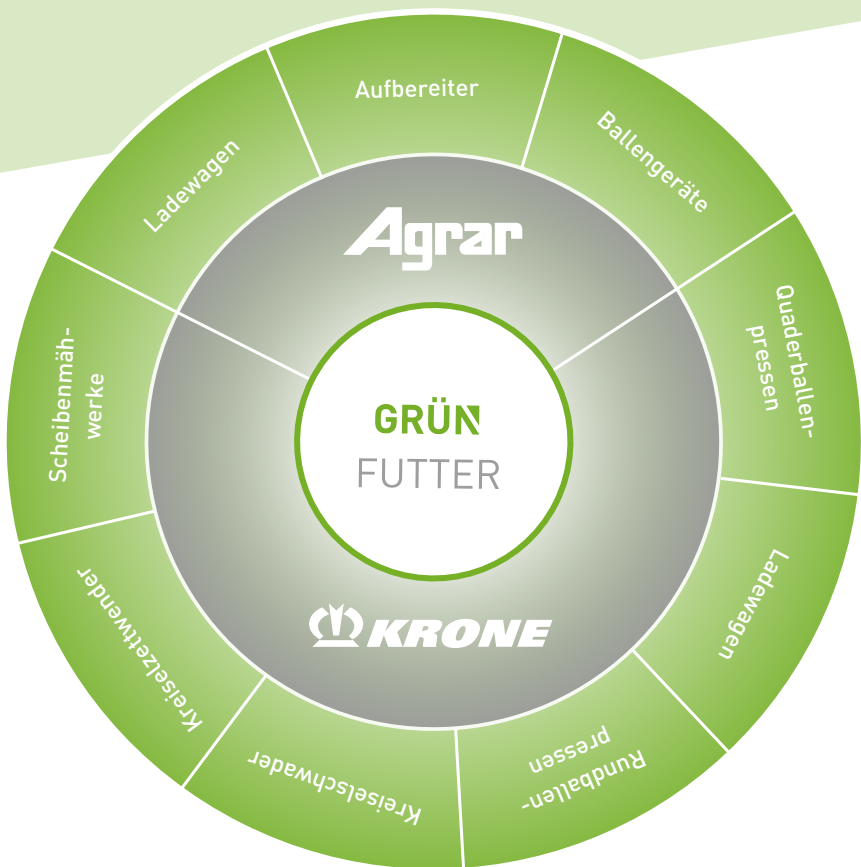 Aufbereiter
Ballengeräte
Quaderballen-
pressen
Ladewagen
Rundballen-
pressen
Kreiselschwader
Kreiselzettwender
Scheibenmäh-
werke
Ladewagen
Agrar
GRÜN
FUTTER
KRONE